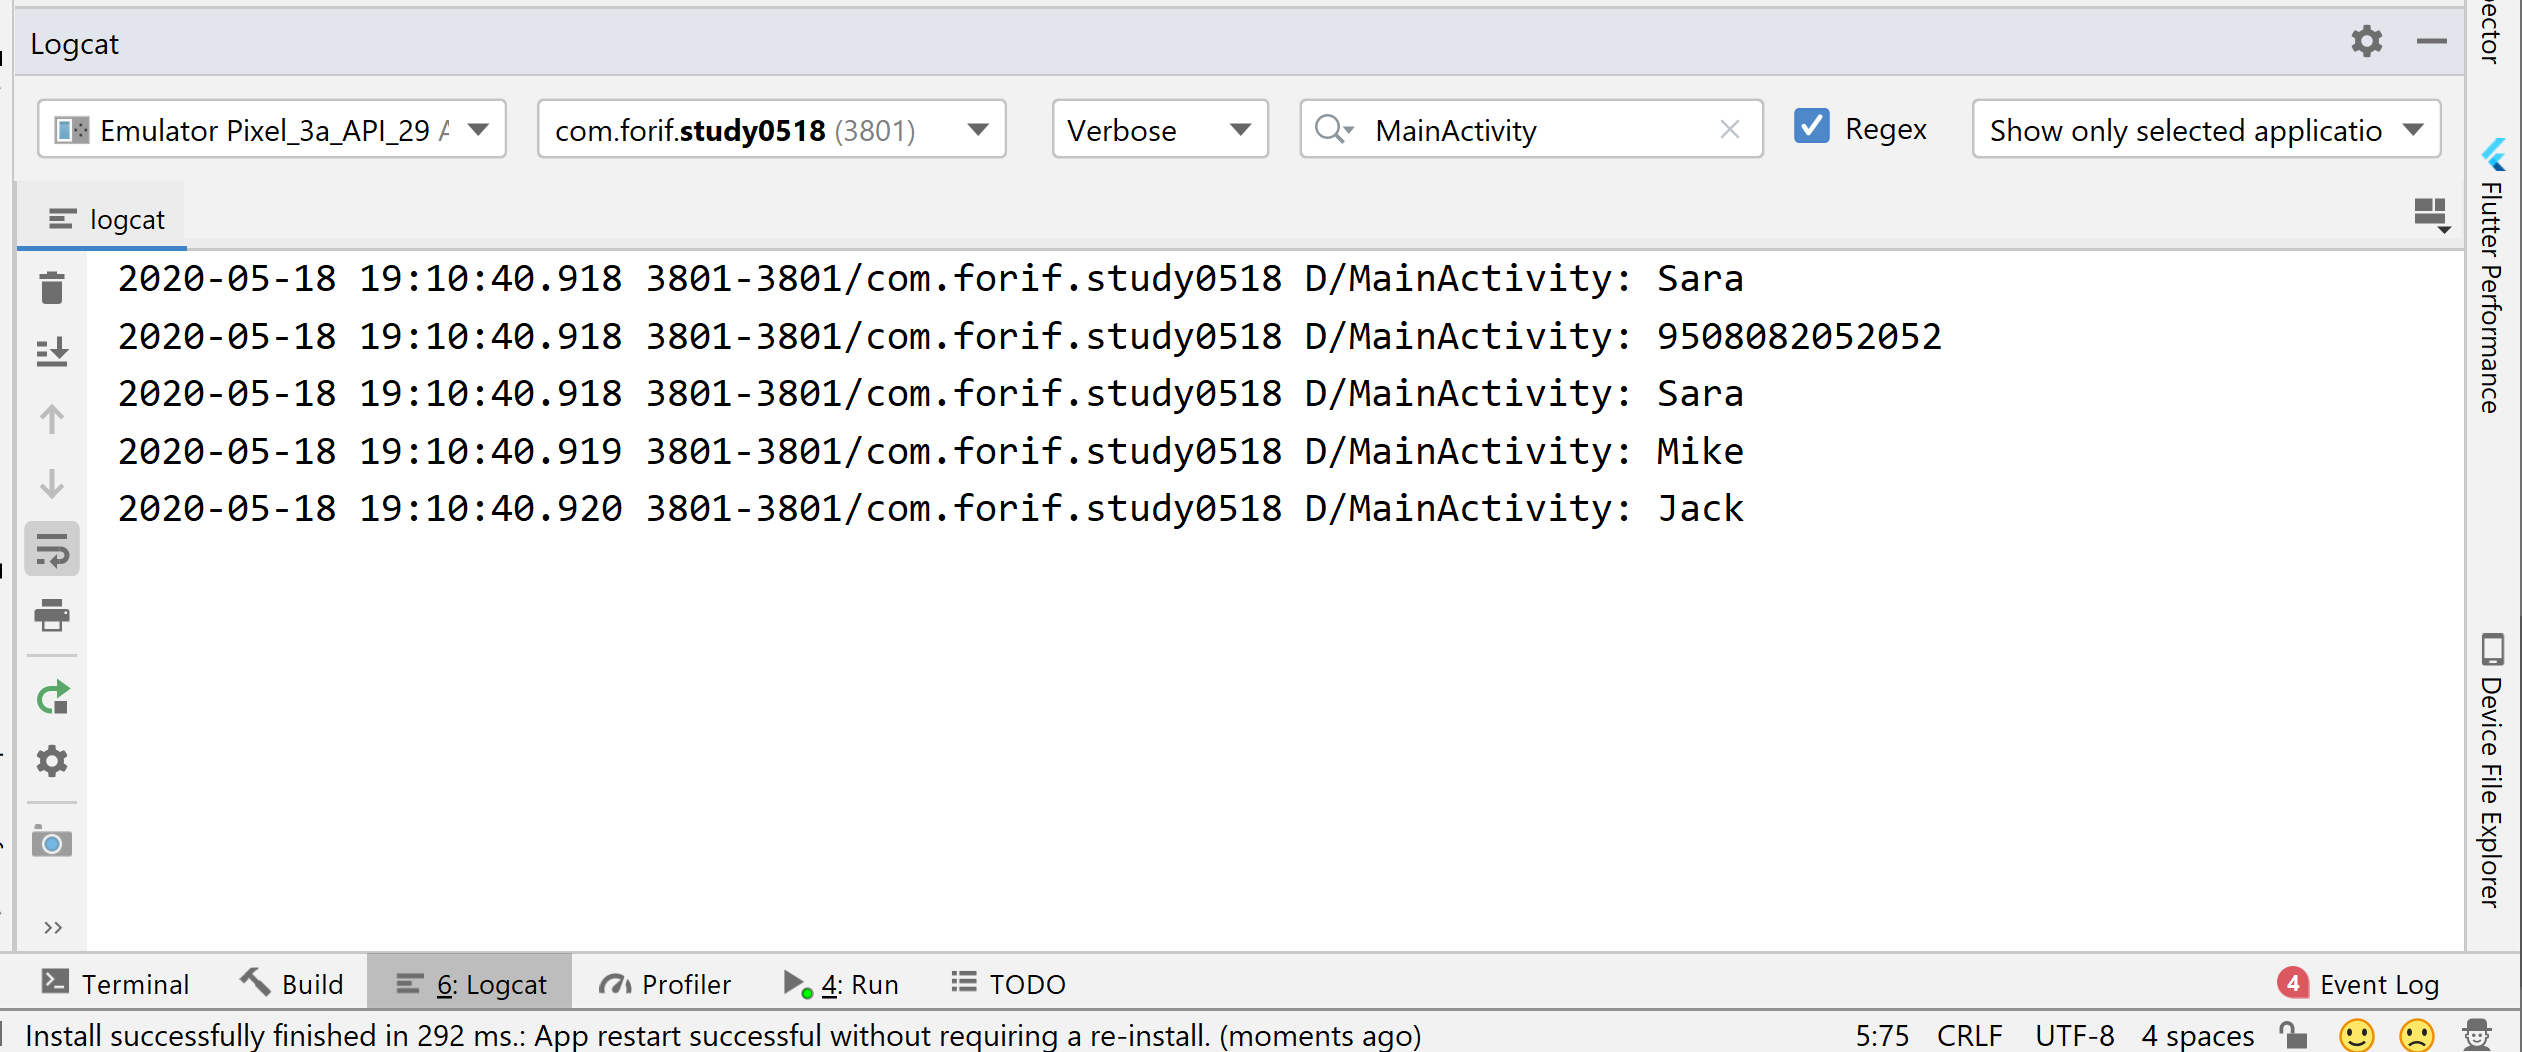 Logcat
Emulator Pixel_3a_API_29 A
com.forif.study0518 (3801)
Verbose
MainActivity
Regex
Show only selected applicatio
logcat
2020-05-18 19:10:40.918 3801-3801/com.forif.study0518 D/MainActivity: Sara
2020-05-18 19:10:40.918 3801-3801/com.forif.study0518 D/MainActivity: 9508082052052
2020-05-18 19:10:40.918 3801-3801/com.forif.study0518 D/MainActivity: Sara
2020-05-18 19:10:40.919 3801-3801/com.forif.study0518 D/MainActivity: Mike
2020-05-18 19:10:40.920 3801-3801/com.forif.study0518 D/MainActivity: Jack
pector
Flutter Performance
Device File Explorer
Terminal
Build
6: Logcat
Profiler
4: Run
TODO
4 Event Log
Install successfully finished in 292 ms.: App restart successful without requiring a re-install. (moments ago)
5:75 CRLF UTF-8 4 spaces